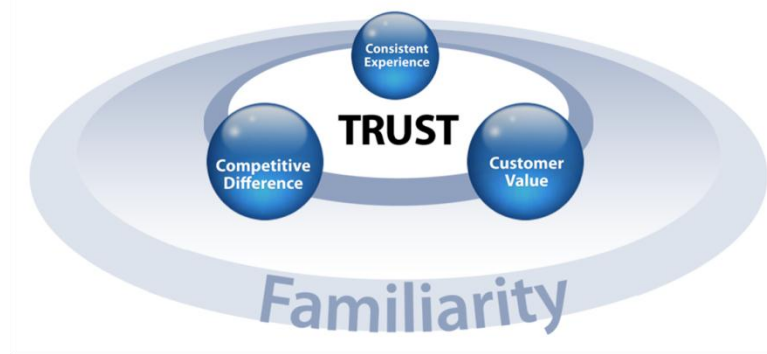 Consistent
Experience
TRUST
Competitive
Difference
Customer
Value
Familiarity